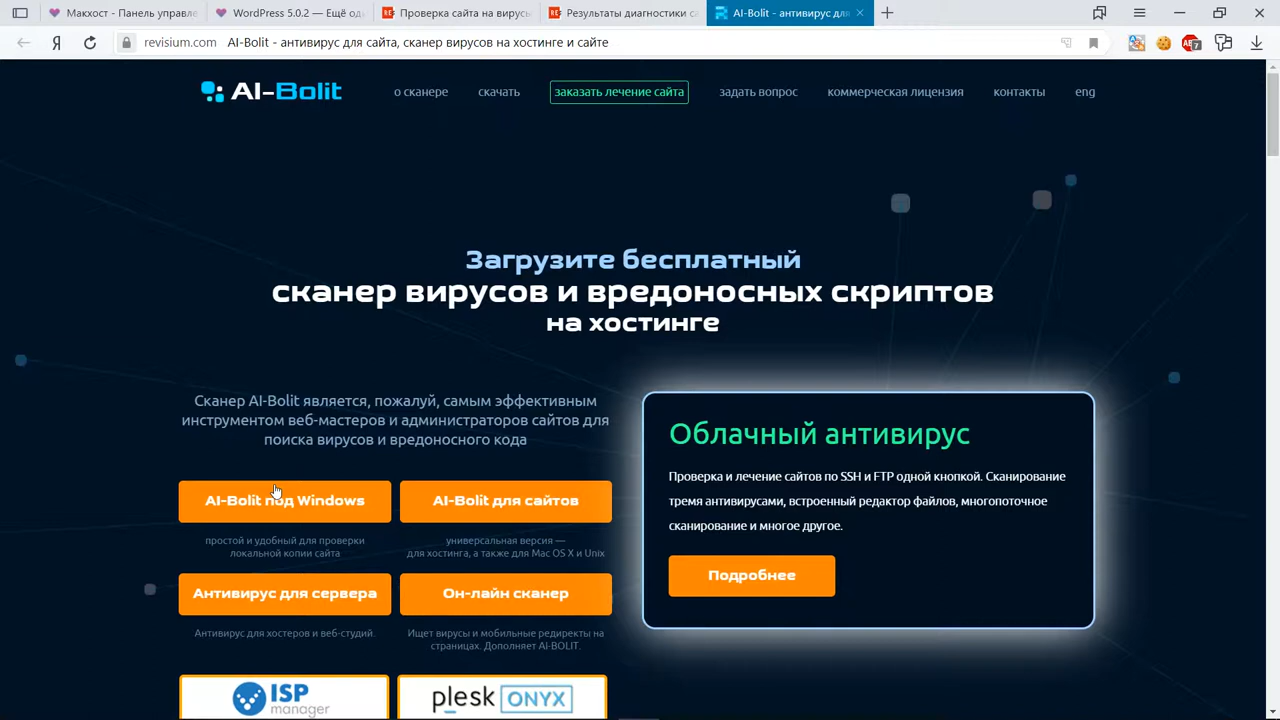 Макхост - Панель управле
WordPress 5.0.2 — Ещё од
Проверка сайта на вирусы
Результаты диагностики са
AI-Bolit - антивирус для
revisium.com
AI-Bolit - антивирус для сайта, сканер вирусов на хостинге и сайте
7
AI-Bolit
о сканере
скачать
заказать лечение сайта
задать вопрос
коммерческая лицензия
контакты
eng
Загрузите бесплатный
сканер вирусов и вредоносных скриптов
на хостинге
Сканер AI-Bolit является, пожалуй, самым эффективным
инструментом веб-мастеров и администраторов сайтов для
поиска вирусов и вредоносного кода
AI-Bolit под Windows
простой и удобный для проверки
локальной копии сайта
AI-Bolit для сайтов
универсальная версия —
для хостинга, а также для Mac OS X и Unix
Антивирус для сервера
Антивирус для хостеров и веб-студий.
Он-лайн сканер
Ищет вирусы и мобильные редиректы на
страницах. Дополняет AI-BOLIT.
ISP
manager
plesk ONYX
Облачный антивирус
Проверка и лечение сайтов по SSH и FTP одной кнопкой. Сканирование
тремя антивирусами, встроенный редактор файлов, многопоточное
сканирование и многое другое.
Подробнее